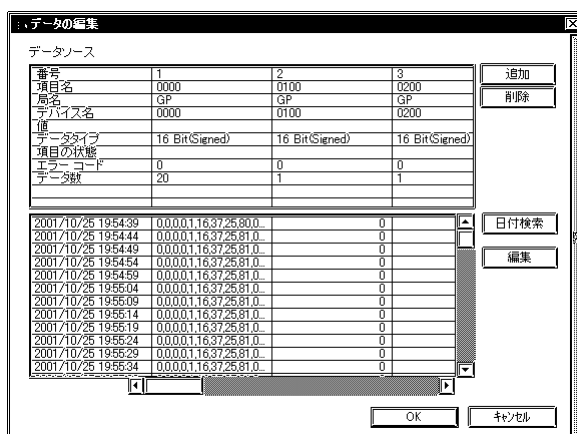 データの編集
データソース
番号 1 2 3
項目名 0000 0100 0200
局名 GP GP GP
デバイス名 0000 0100 0200
値
データタイプ 16 Bit(Signed) 16 Bit(Signed) 16 Bit(Signed)
項目の状態
エラー コード 0 0 0
データ数 20 1 1
追加
削除
2001/10/25 19:54:39 0,0,0,0,1,16,37,25,80,0... 0
2001/10/25 19:54:44 0,0,0,0,1,16,37,25,81,0... 0
2001/10/25 19:54:49 0,0,0,0,1,16,37,25,81,0... 0
2001/10/25 19:54:54 0,0,0,0,1,16,37,25,81,0... 0
2001/10/25 19:54:59 0,0,0,0,1,16,37,25,81,0... 0
2001/10/25 19:55:04 0,0,0,0,1,16,37,25,81,0... 0
2001/10/25 19:55:09 0,0,0,0,1,16,37,25,81,0... 0
2001/10/25 19:55:14 0,0,0,0,1,16,37,25,81,0... 0
2001/10/25 19:55:19 0,0,0,0,1,16,37,25,81,0... 0
2001/10/25 19:55:24 0,0,0,0,1,16,37,25,81,0... 0
2001/10/25 19:55:29 0,0,0,0,1,16,37,25,81,0... 0
2001/10/25 19:55:34 0,0,0,0,1,16,37,25,81,0... 0
日付検索
編集
OK
キャンセル